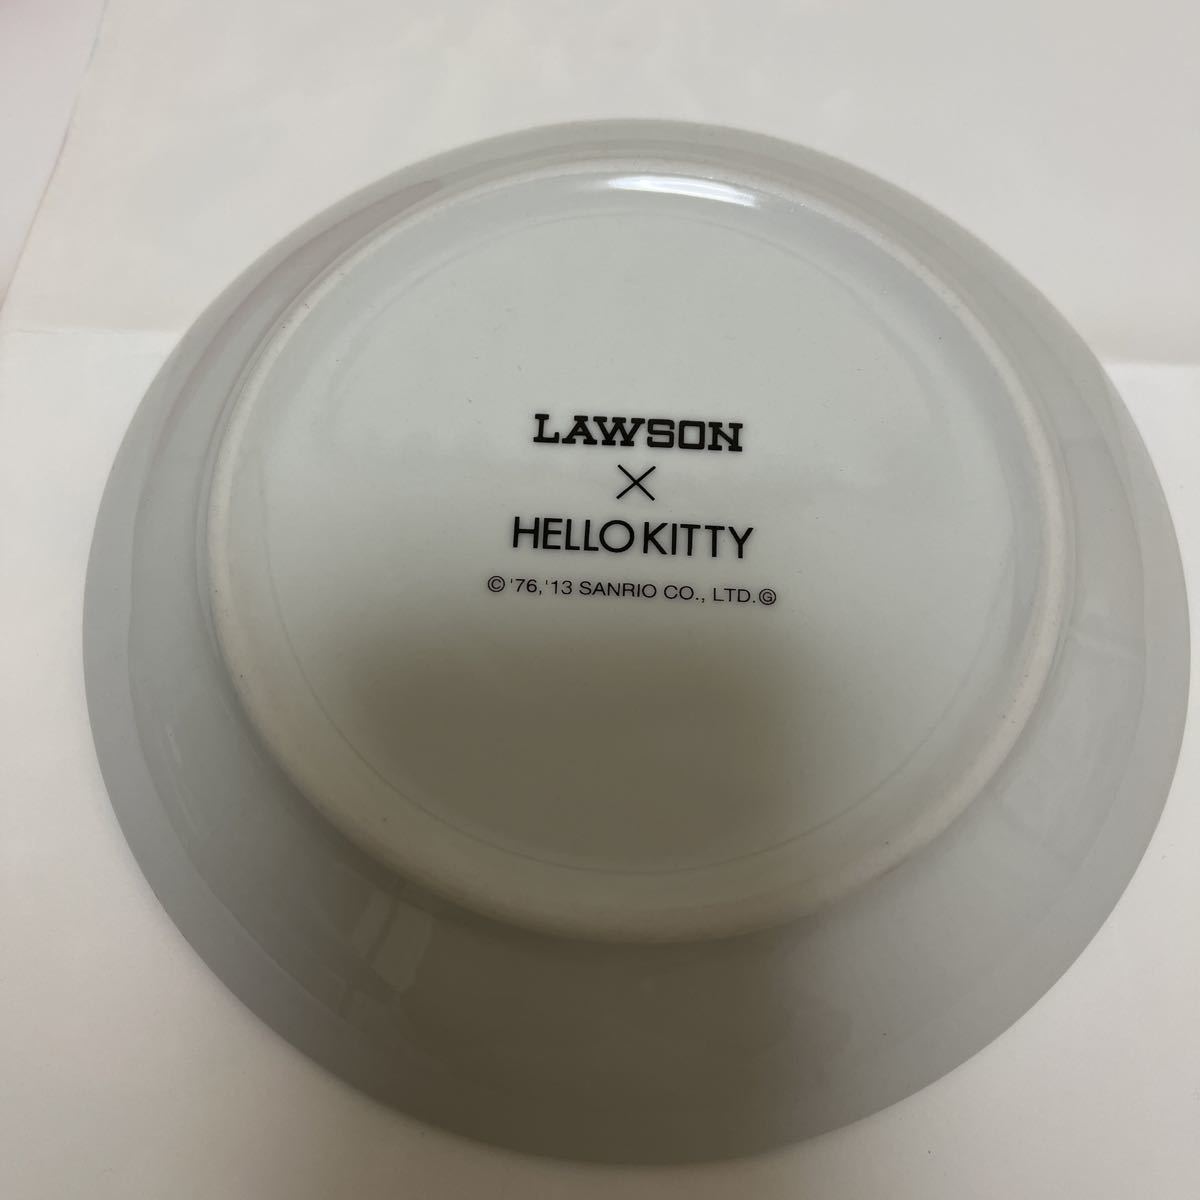 LAWSON
×
HELLO KITTY
© '76, '13 SANRIO CO., LTD. Ⓖ